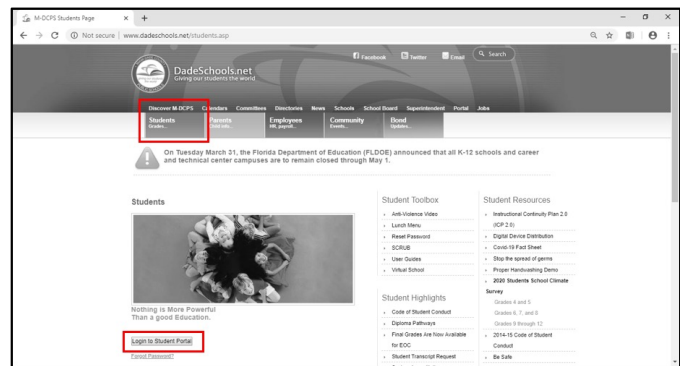 M-DCPS Students Page
Not secure | www.dadeschools.net/students.asp
Facebook Twitter Email Search
DadeSchools.net
Giving our students the world
Discover M-DCPS Calendars Committees Directories News Schools School Board Superintendent Portal Jobs
Students
Grades...
Parents
Child info...
Employees
HR, payroll...
Community
Events...
Bond
Updates...
On Tuesday March 31, the Florida Department of Education (FLDOE) announced that all K-12 schools and career
and technical center campuses are to remain closed through May 1.
Students
Nothing is More Powerful
Than a good Education.
Login to Student Portal
Forgot Password?
Student Toolbox
Anti-Violence Video
Lunch Menu
Reset Password
SCRUB
User Guides
Virtual School
Student Highlights
Code of Student Conduct
Diploma Pathways
Final Grades Are Now Available
for EOC
Student Transcript Request
Student Resources
Instructional Continuity Plan 2.0
(ICP 2.0)
Digital Device Distribution
Covid-19 Fact Sheet
Stop the spread of germs
Proper Handwashing Demo
2020 Students School Climate
Survey
Grades 4 and 5
Grades 6, 7, and 8
Grades 9 through 12
2014-15 Code of Student
Conduct
Be Safe